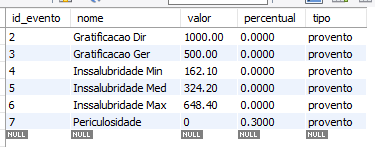 id_evento nome valor percentual tipo
2 Gratificacao Dir 1000.00 0.0000 provento
3 Gratificacao Ger 500.00 0.0000 provento
4 Inssalubridade Min 162.10 0.0000 provento
5 Inssalubridade Med 324.20 0.0000 provento
6 Inssalubridade Max 648.40 0.0000 provento
7 Periculosidade 0 0.3000 provento
NULL NULL NULL NULL NULL